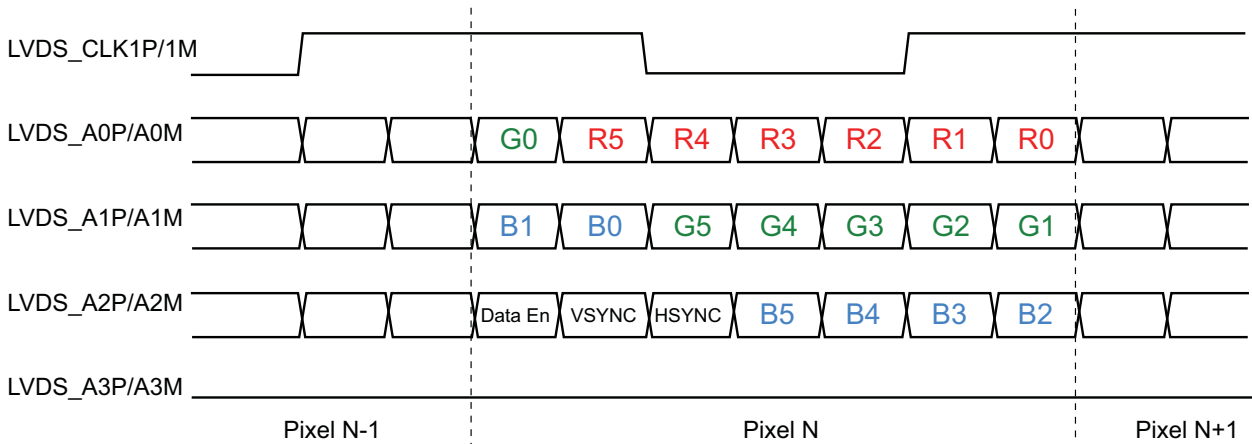 LVDS_CLK1P/1M
LVDS_A0P/A0M G0 R5 R4 R3 R2 R1 R0
LVDS_A1P/A1M B1 B0 G5 G4 G3 G2 G1
LVDS_A2P/A2M Data En VSYNC HSYNC B5 B4 B3 B2
LVDS_A3P/A3M
Pixel N-1 Pixel N Pixel N+1